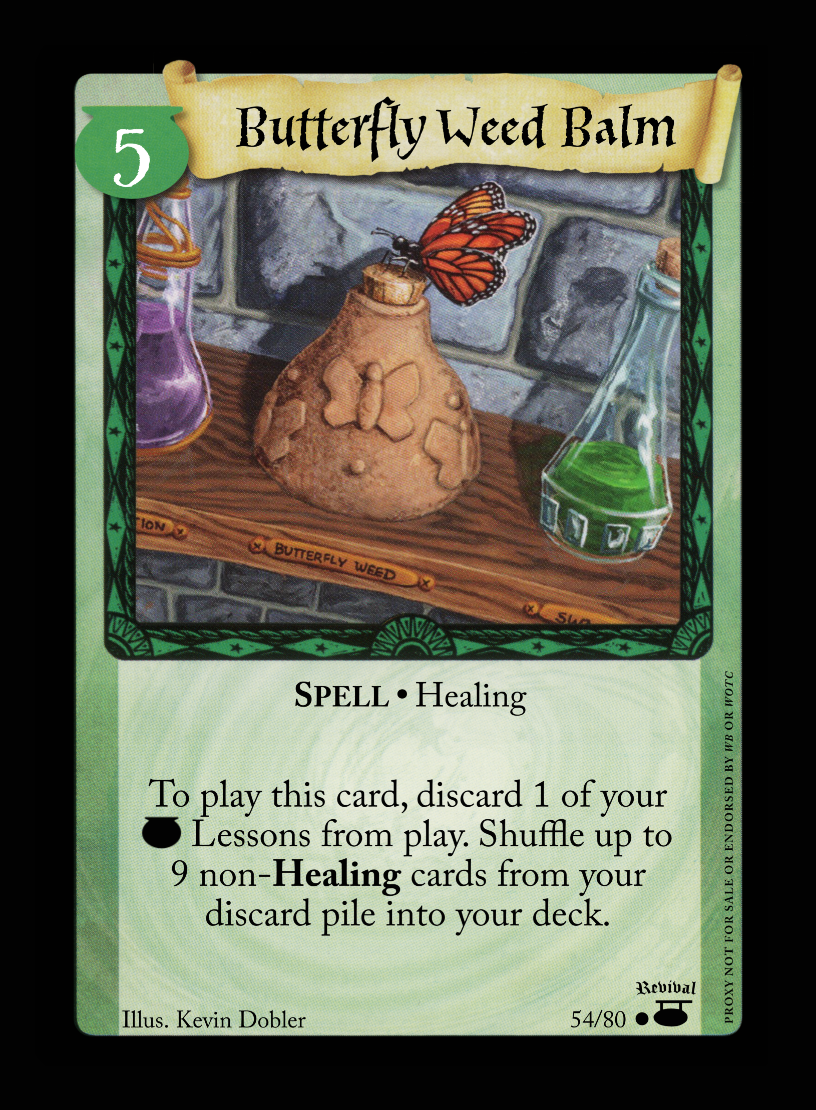 5
Butterfly Weed Balm
ION
BUTTERFLY WEED
SPELL • Healing
To play this card, discard 1 of your
Lessons from play. Shuffle up to
9 non-Healing cards from your
discard pile into your deck.
Revival
Illus. Kevin Dobler
54/80
PROXY NOT FOR SALE OR ENDORSED BY WB OR WOTC